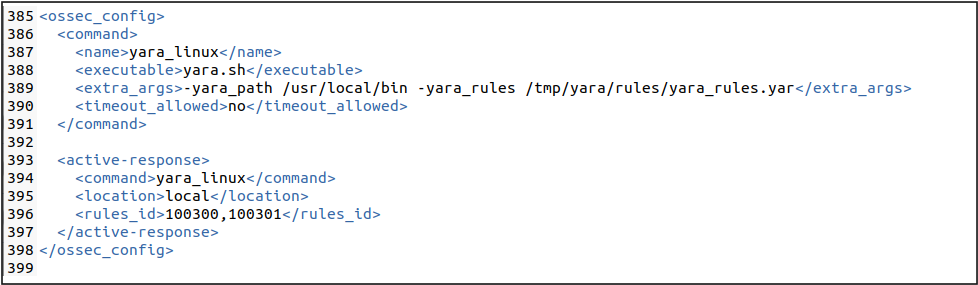 385 <ossec_config>
386   <command>
387     <name>yara_linux</name>
388     <executable>yara.sh</executable>
389     <extra_args>-yara_path /usr/local/bin -yara_rules /tmp/yara/rules/yara_rules.yar</extra_args>
390     <timeout_allowed>no</timeout_allowed>
391   </command>
392
393   <active-response>
394     <command>yara_linux</command>
395     <location>local</location>
396     <rules_id>100300,100301</rules_id>
397   </active-response>
398 </ossec_config>
399